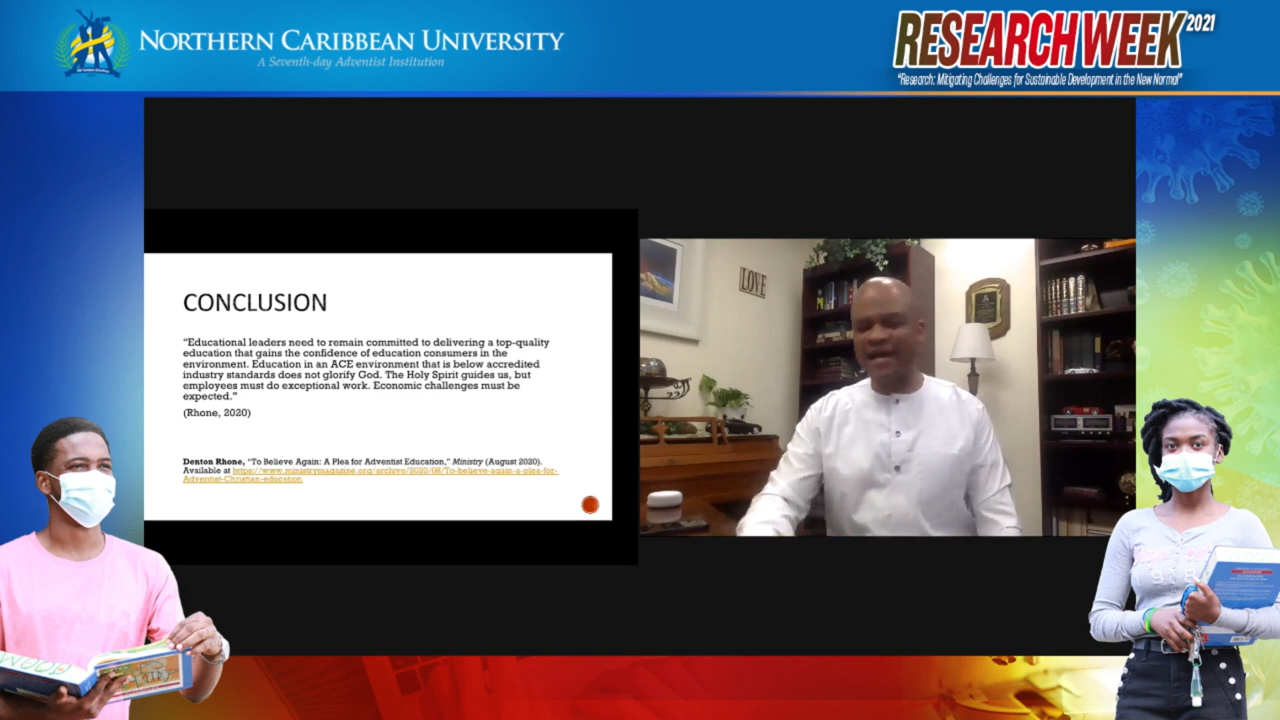 NORTHERN CARIBBEAN UNIVERSITY
A Seventh-day Adventist Institution
RESEARCH WEEK 2021
"Research: Mitigating Challenges for Sustainable Development in the New Normal"
CONCLUSION
"Educational leaders need to remain committed to delivering a top-quality
education that gains the confidence of education consumers in the
environment. Education in an ACE environment that is below accredited
industry standards does not glorify God. The Holy Spirit guides us, but
employees must do exceptional work. Economic challenges must be
expected."
(Rhone, 2020)
Denton Rhone, "To Believe Again: A Plea for Adventist Education," Ministry (August 2020).
Available at https://www.ministrymagazine.org/archive/2020/08/To-believe-again-a-plea-for-
Adventist-Christian-education
LOVE